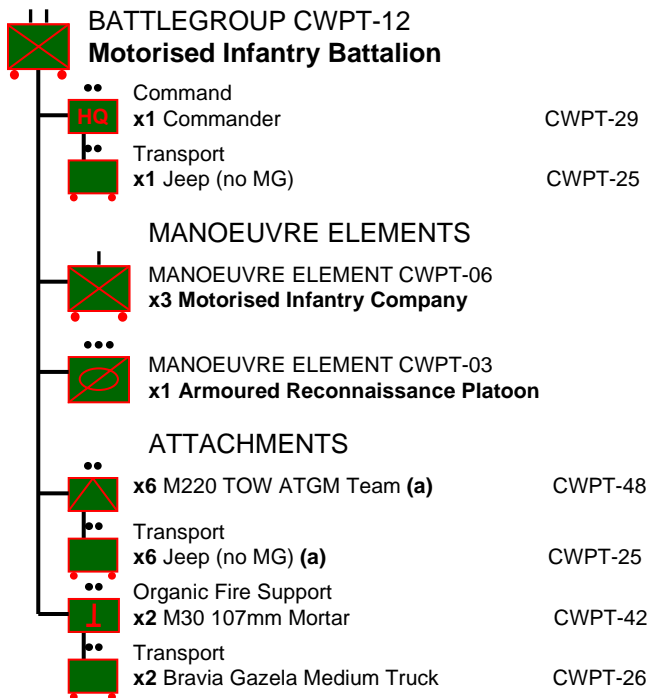 BATTLEGROUP CWPT-12
Motorised Infantry Battalion
Command
HQ x1 Commander CWPT-29
Transport
x1 Jeep (no MG) CWPT-25
MANOEUVRE ELEMENTS
MANOEUVRE ELEMENT CWPT-06
x3 Motorised Infantry Company
MANOEUVRE ELEMENT CWPT-03
x1 Armoured Reconnaissance Platoon
ATTACHMENTS
x6 M220 TOW ATGM Team (a) CWPT-48
Transport
x6 Jeep (no MG) (a) CWPT-25
Organic Fire Support
x2 M30 107mm Mortar CWPT-42
Transport
x2 Bravia Gazela Medium Truck CWPT-26